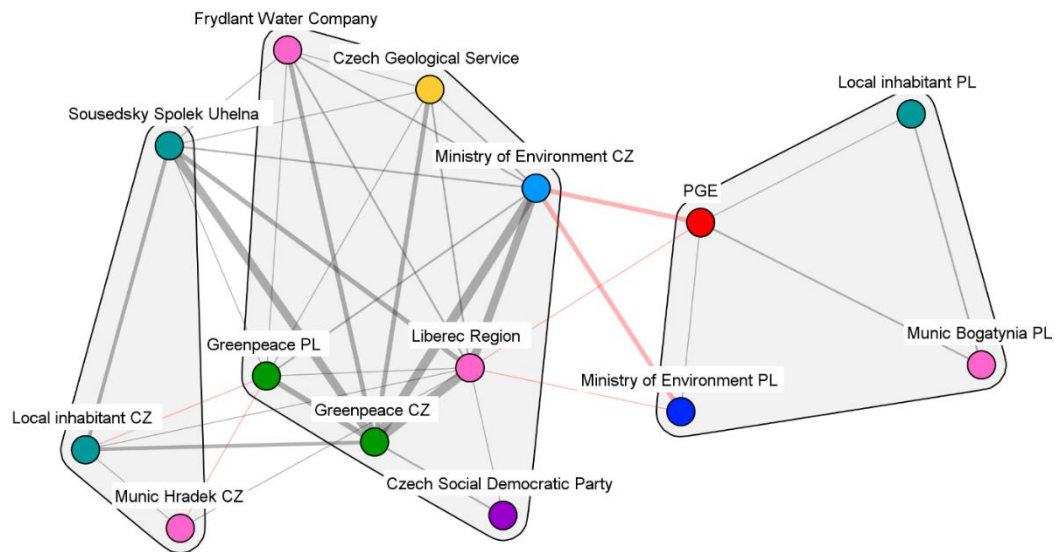 Frydlant Water Company
Czech Geological Service
Local inhabitant PL
Sousedsky Spolek Uhelna
Ministry of Environment CZ
PGE
Greenpeace PL
Liberec Region
Munic Bogatynia PL
Ministry of Environment PL
Greenpeace CZ
Local inhabitant CZ
Czech Social Democratic Party
Munic Hradek CZ